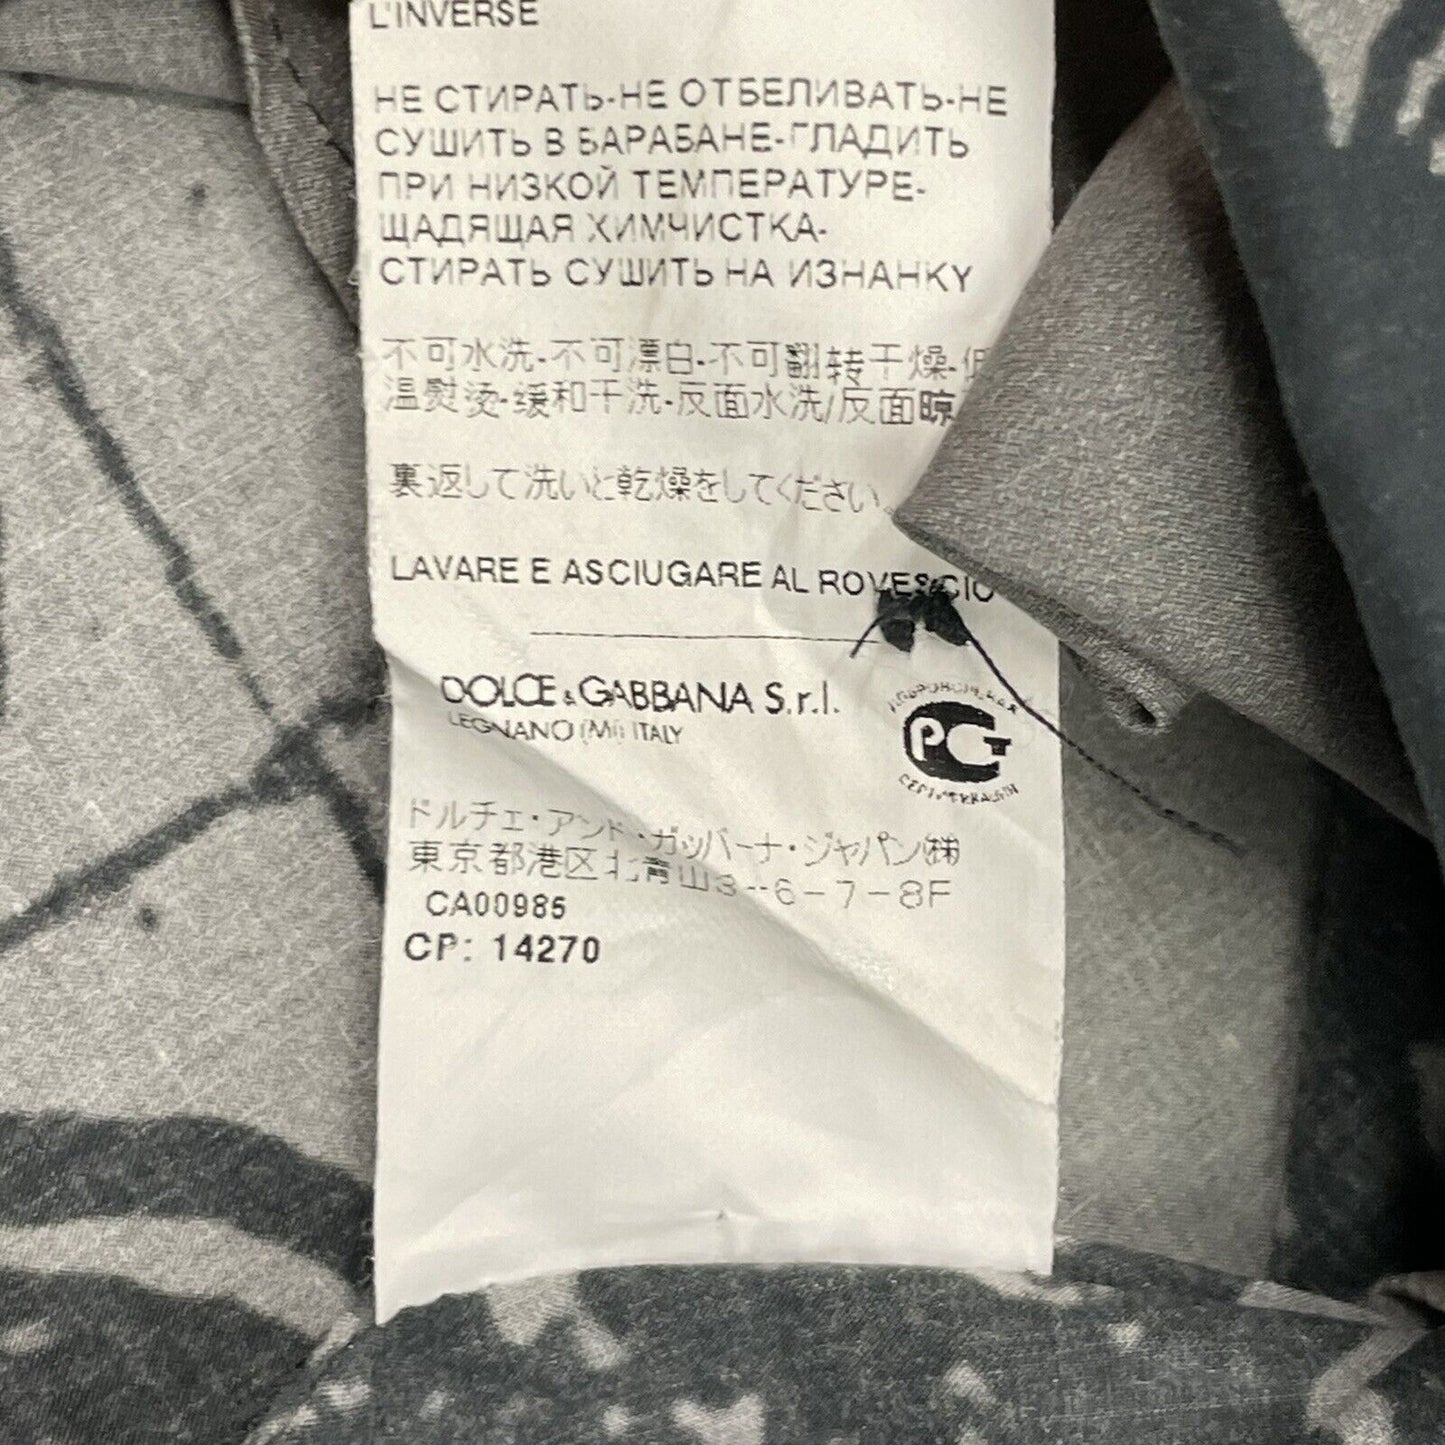 L'INVERSE
НЕ СТИРАТЬ-НЕ ОТБЕЛИВАТЬ-НЕ
СУШИТЬ В БАРАБАНЕ-ГЛАДИТЬ
ПРИ НИЗКОЙ ТЕМПЕРАТУРЕ-
ЩАДЯЩАЯ ХИМЧИСТКА-
СТИРАТЬ СУШИТЬ НА ИЗНАНКУ
不可水洗-不可漂白-不可翻转干燥-低
温熨烫-缓和干洗-反面水洗/反面晾
裏返して洗いと乾燥をしてください。
LAVARE E ASCIUGARE AL ROVESCIO
DOLCE & GABBANA S.r.l.
LEGNANO (MI) ITALY
ДОБРОВОЛЬНАЯ
РСТ
СЕРТИФИКАЦИЯ
ドルチェ・アンド・ガッバーナ・ジャパン(株)
東京都港区北青山3-6-7-8F
CA00985
CP: 14270